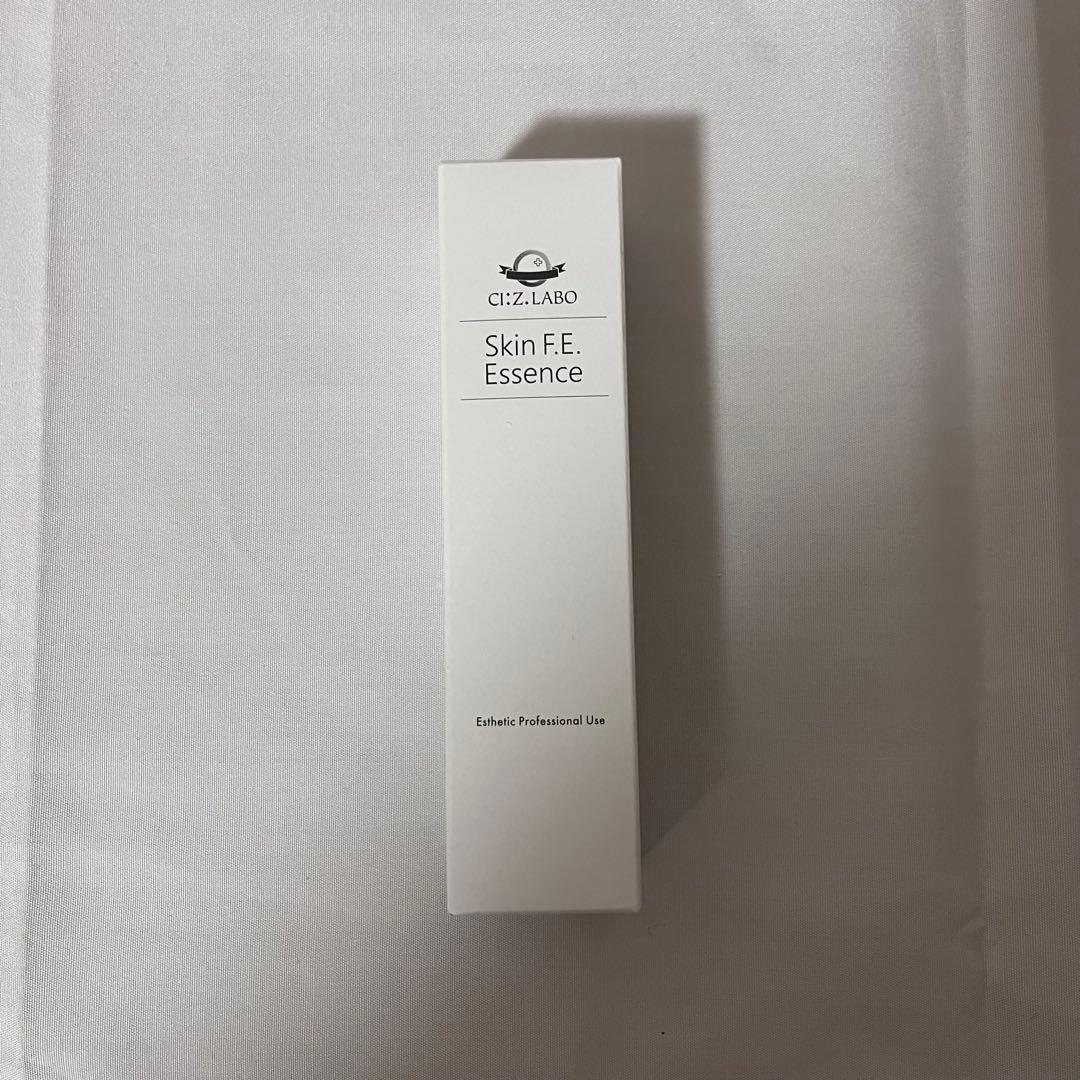 CI:Z.LABO
Skin F.E.
Essence
Esthetic Professional Use